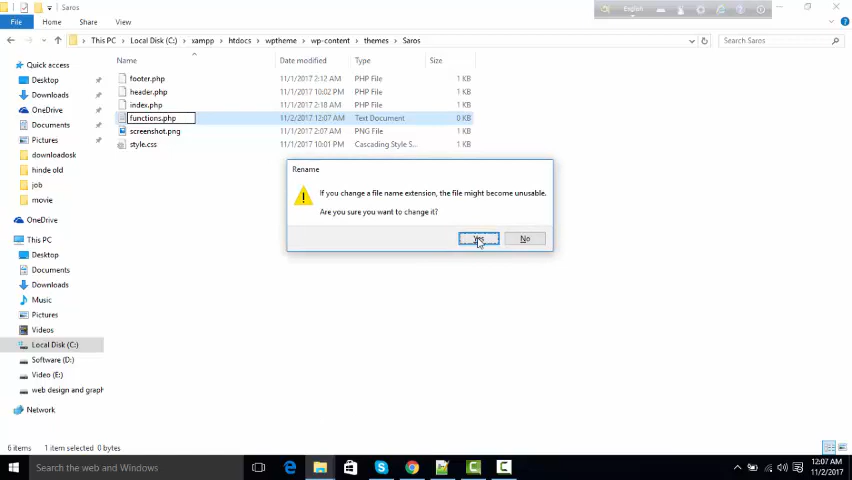 Saros
English
File
Home
Share
View
This PC
Local Disk (C:)
xampp
htdocs
wptheme
wp-content
themes
Saros
Search Saros
Name
Date modified
Type
Size
footer.php
11/1/2017 2:12 AM
PHP File
1 KB
header.php
11/1/2017 10:02 PM
PHP File
1 KB
index.php
11/1/2017 2:18 AM
PHP File
1 KB
functions.php
11/2/2017 12:07 AM
Text Document
0 KB
screenshot.png
11/1/2017 2:07 AM
PNG File
1 KB
style.css
11/1/2017 10:01 PM
Cascading Style S...
1 KB
Quick access
Desktop
Downloads
OneDrive
Documents
Pictures
downloadosk
hinde old
job
movie
OneDrive
This PC
Desktop
Documents
Downloads
Music
Pictures
Videos
Local Disk (C:)
Software (D:)
Video (E:)
web design and graph
Network
Rename
If you change a file name extension, the file might become unusable.
Are you sure you want to change it?
Yes
No
6 items
1 item selected 0 bytes
Search the web and Windows
12:07 AM
11/2/2017